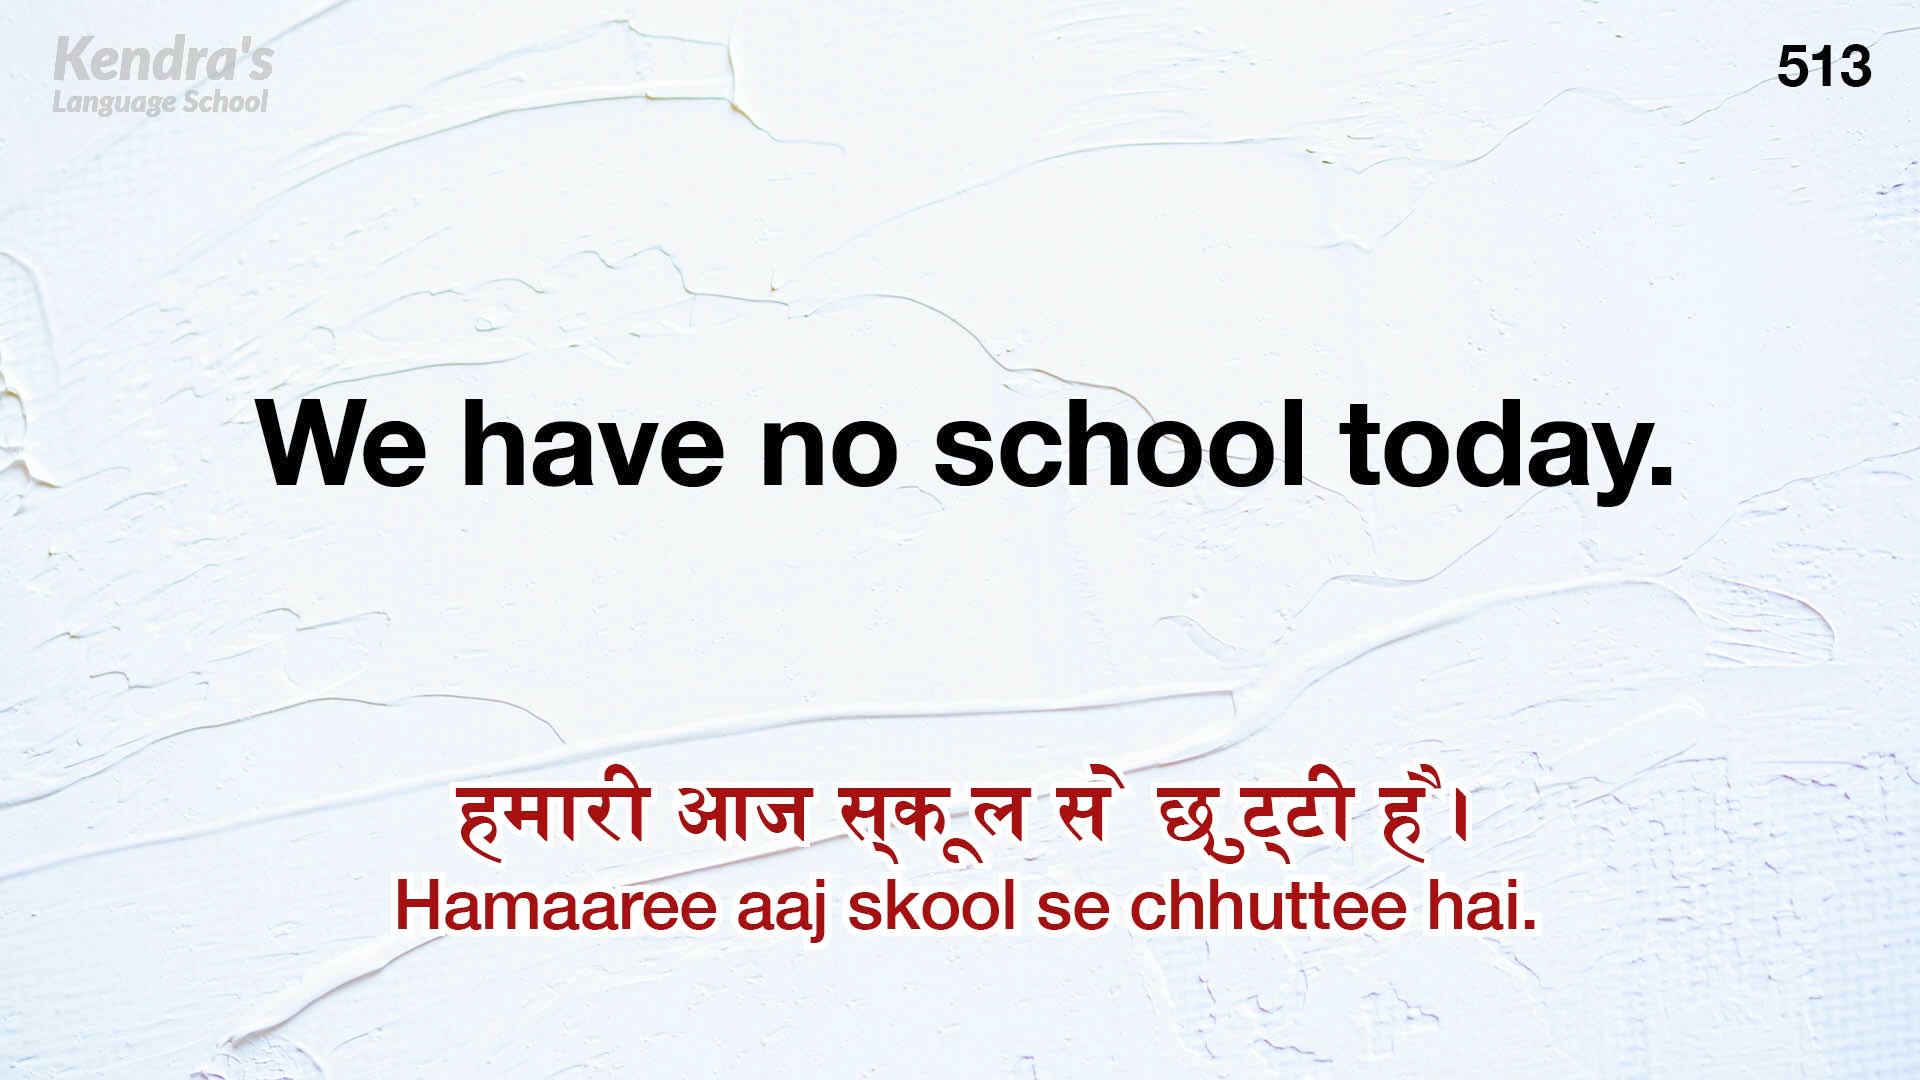 Kendra's
Language School
513
We have no school today.
हमारी आज स्कूल से छुट्टी है।
Hamaaree aaj skool se chhuttee hai.